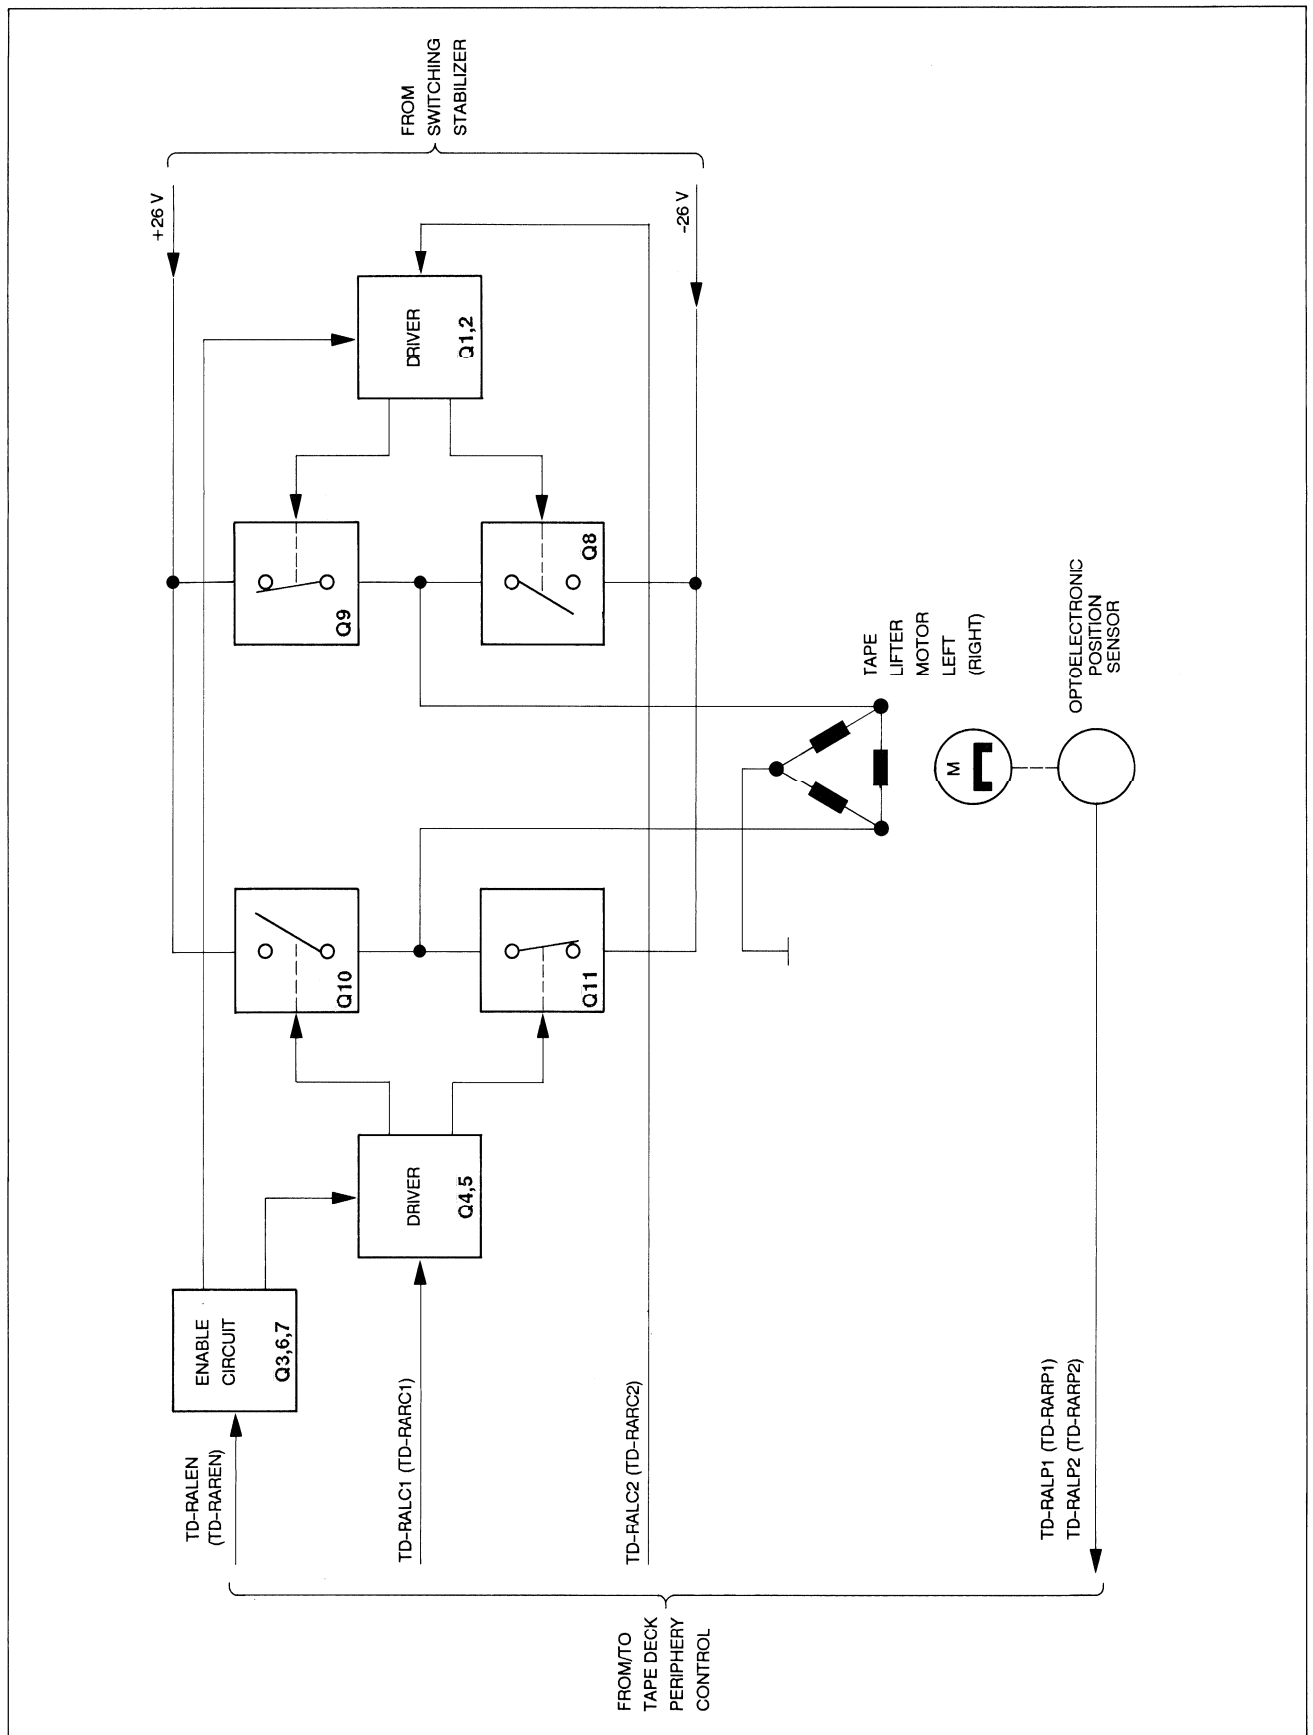 FROM/TO
TAPE DECK
PERIPHERY
CONTROL
TD-RALEN
(TD-RAREN)
TD-RALC1 (TD-RARC1)
TD-RALC2 (TD-RARC2)
TD-RALP1 (TD-RARP1)
TD-RALP2 (TD-RARP2)
ENABLE
CIRCUIT
Q3,6,7
DRIVER
Q4,5
Q10
Q11
Q9
Q8
DRIVER
Q1,2
+26 V
-26 V
FROM
SWITCHING
STABILIZER
TAPE
LIFTER
MOTOR
LEFT
(RIGHT)
M
OPTOELECTRONIC
POSITION
SENSOR